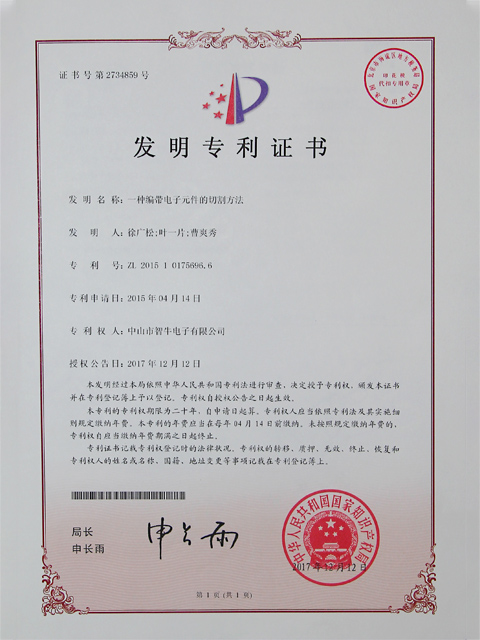 证书号第2734859号
发明专利证书
发 明 名 称：一种编带电子元件的切割方法
发 明 人：徐广松;叶一片;曹爽秀
专 利 号：ZL 2015 1 0175696.6
专利申请日：2015年04月14日
专 利 权 人：中山市智牛电子有限公司
授权公告日：2017年12月12日
本发明经过本局依照中华人民共和国专利法进行审查，决定授予专利权，颁发本证书
并在专利登记簿上予以登记。专利权自授权公告之日起生效。
本专利的专利权期限为二十年，自申请日起算。专利权人应当依照专利法及其实施细
则规定缴纳年费。本专利的年费应当在每年04月14日前缴纳。未按照规定缴纳年费的，
专利权自应当缴纳年费期满之日起终止。
专利证书记载专利权登记时的法律状况。专利权的转移、质押、无效、终止、恢复和
专利权人的姓名或名称、国籍、地址变更等事项记载在专利登记簿上。
局长
申长雨
申长雨
中华人民共和国国家知识产权局
2017年12月12日
第1页(共1页)